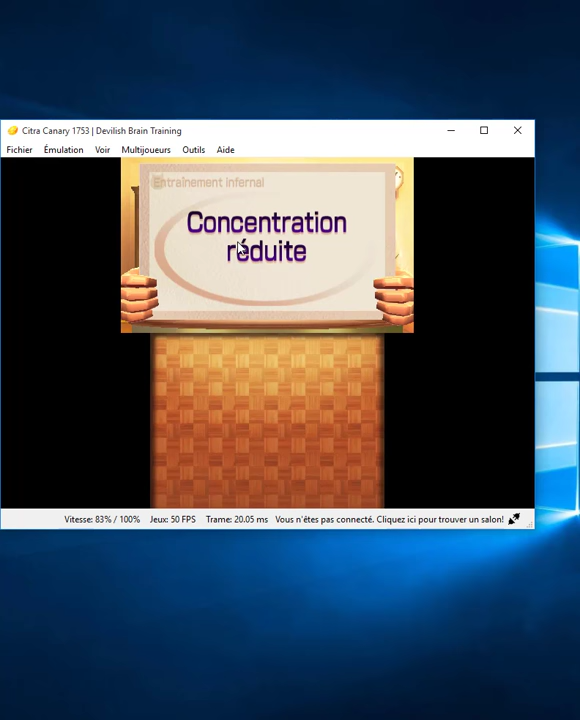 Citra Canary 1753 | Devilish Brain Training
Fichier Émulation Voir Multijoueurs Outils Aide
Entraînement infernal
Concentration
réduite
Vitesse: 83% / 100% Jeux: 50 FPS Trame: 20.05 ms Vous n'êtes pas connecté. Cliquez ici pour trouver un salon!